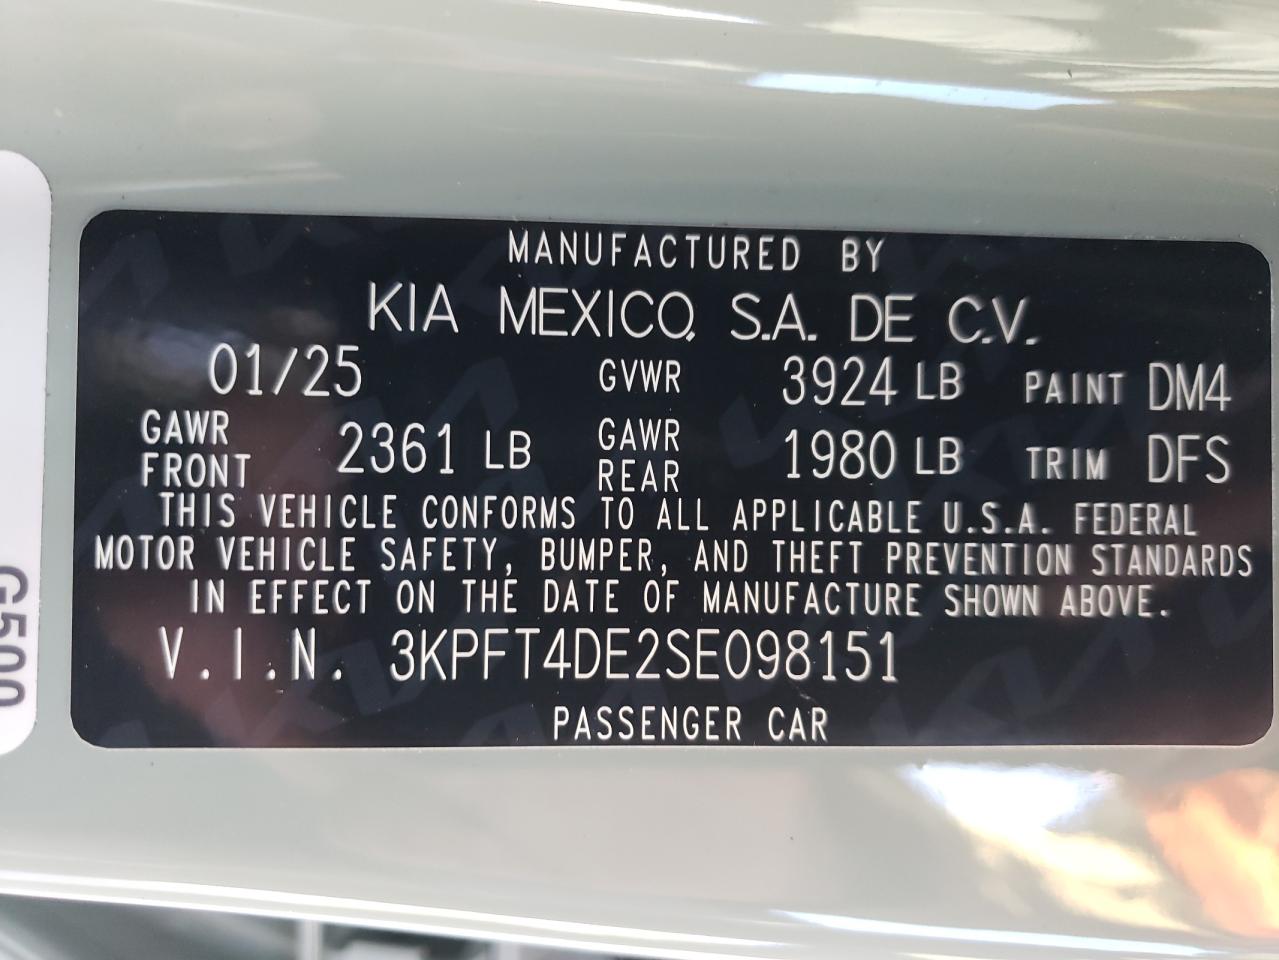 MANUFACTURED BY
KIA MEXICO, S.A. DE C.V.
01/25 GVWR 3924 LB PAINT DM4
GAWR FRONT 2361 LB GAWR REAR 1980 LB TRIM DFS
THIS VEHICLE CONFORMS TO ALL APPLICABLE U.S.A. FEDERAL
MOTOR VEHICLE SAFETY, BUMPER, AND THEFT PREVENTION STANDARDS
IN EFFECT ON THE DATE OF MANUFACTURE SHOWN ABOVE.
V.I.N. 3KPFT4DE2SE098151
PASSENGER CAR
G500